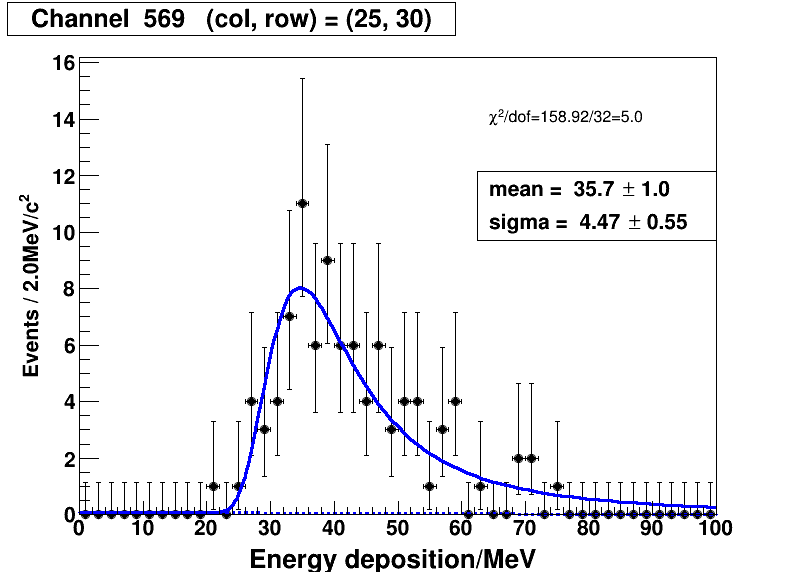 Channel 569 (col, row) = (25, 30)
χ²/dof=158.92/32=5.0
mean = 35.7 ± 1.0
sigma = 4.47 ± 0.55
Events / 2.0MeV/c²
16
14
12
10
8
6
4
2
0
0 10 20 30 40 50 60 70 80 90 100
Energy deposition/MeV